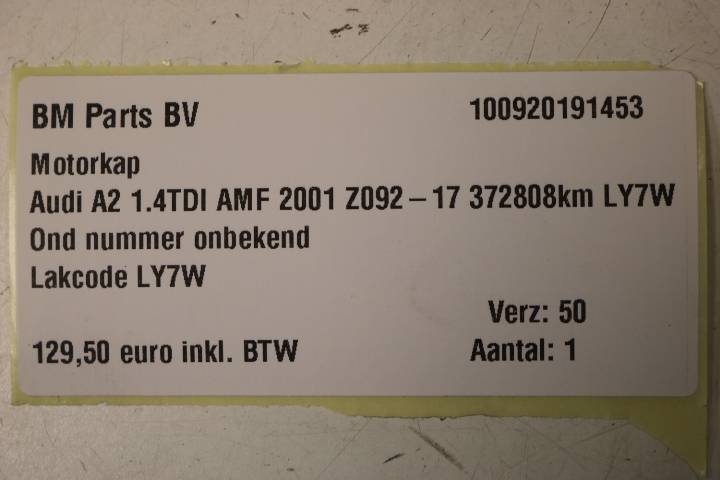 BM Parts BV 100920191453
Motorkap
Audi A2 1.4TDI AMF 2001 Z092 – 17 372808km LY7W
Ond nummer onbekend
Lakcode LY7W
Verz: 50
129,50 euro inkl. BTW Aantal: 1